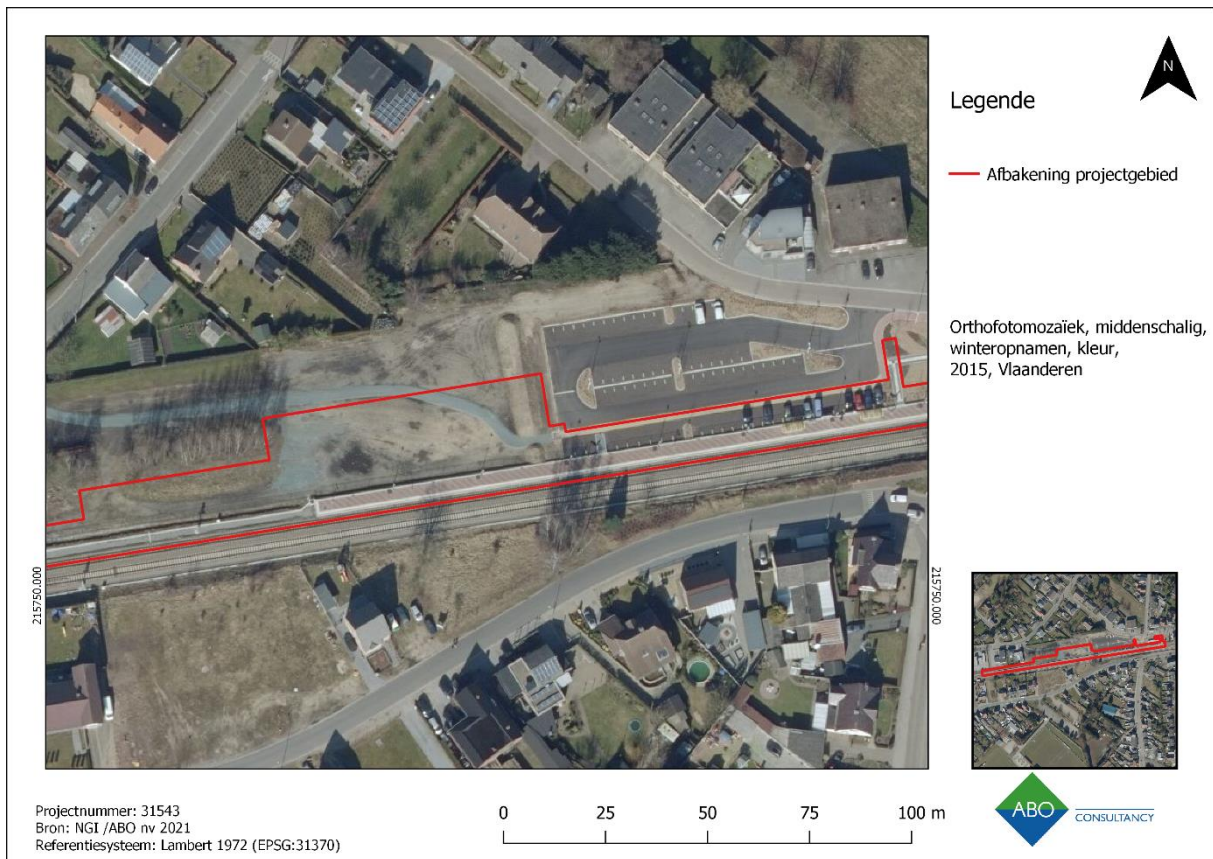 N
Legende
Afbakening projectgebied
Orthofotomozaïek, middenschalig,
winteropnamen, kleur,
2015, Vlaanderen
215750.000
215750.000
Projectnummer: 31543
Bron: NGI /ABO nv 2021
Referentiesysteem: Lambert 1972 (EPSG:31370)
0 25 50 75 100 m
ABO
CONSULTANCY